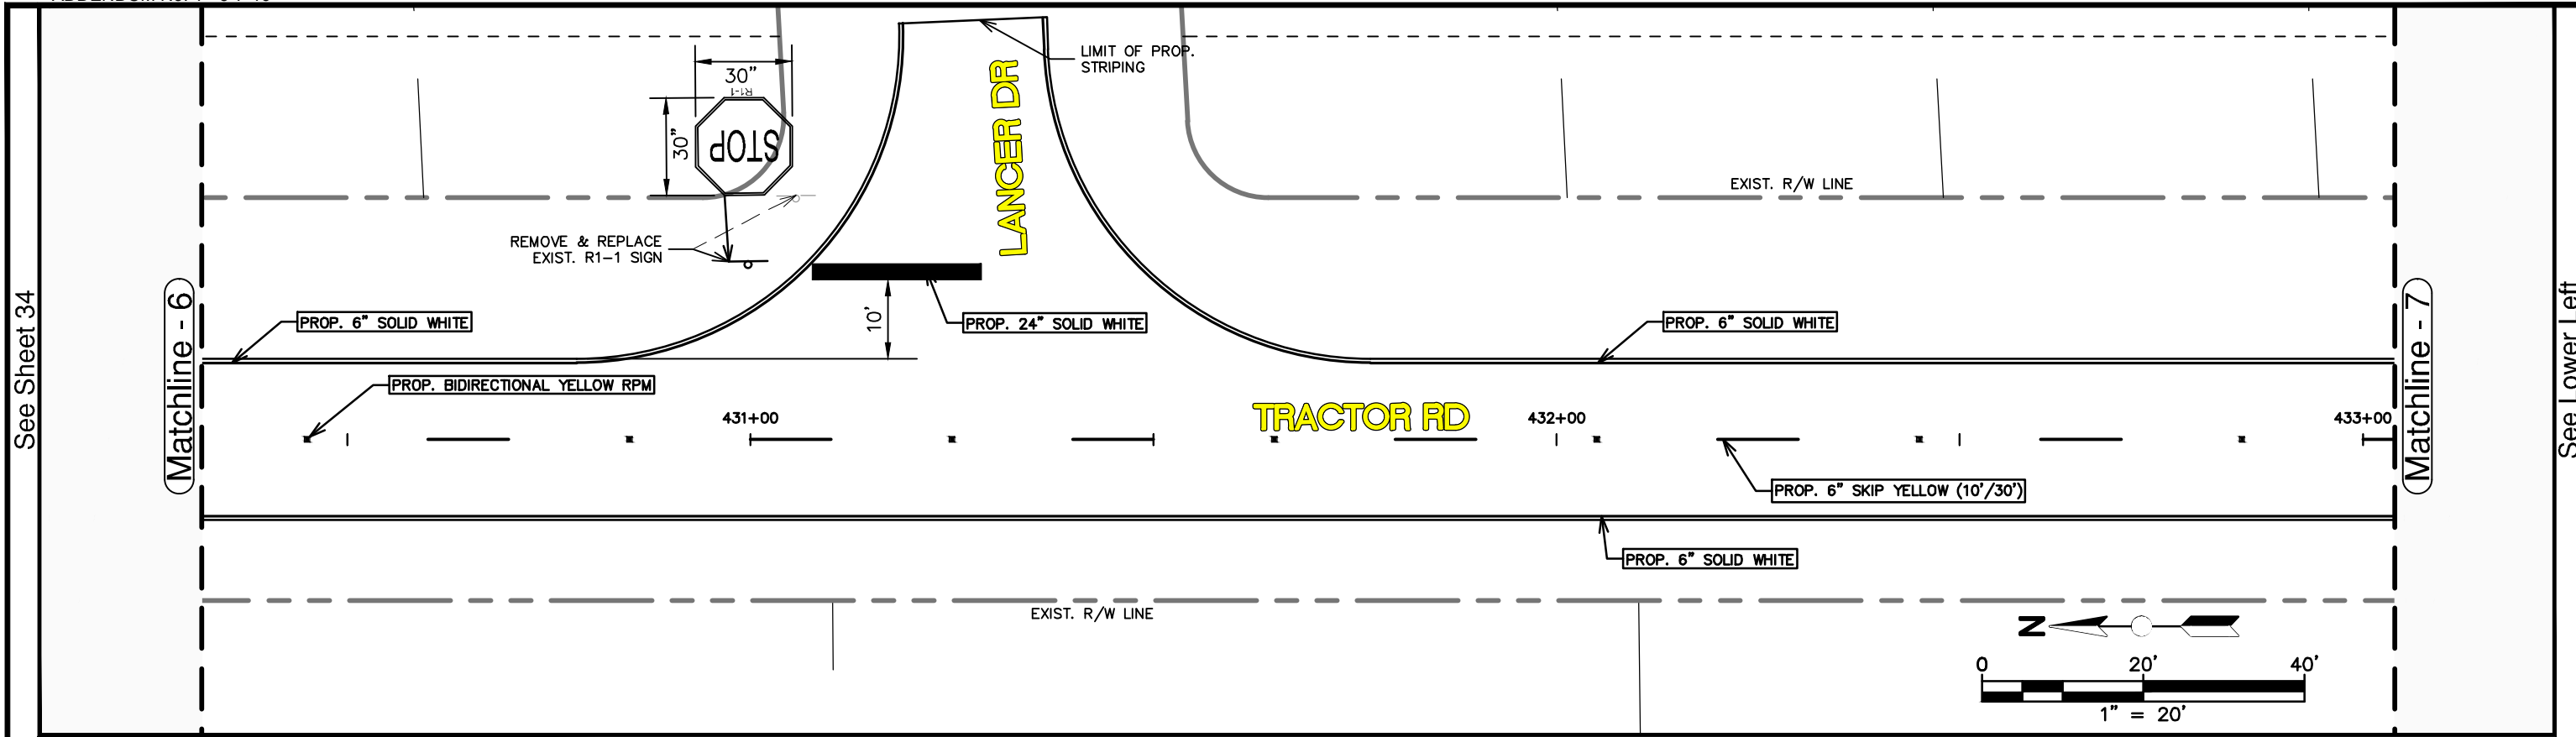 LIMIT OF PROP.
STRIPING
30"
R1-1
30"
STOP
LANCER DR
EXIST. R/W LINE
REMOVE & REPLACE
EXIST. R1-1 SIGN
See Sheet 34
Matchline - 6
PROP. 6" SOLID WHITE
10'
PROP. 24" SOLID WHITE
PROP. 6" SOLID WHITE
Matchline - 7
See Lower Left
PROP. BIDIRECTIONAL YELLOW RPM
431+00
TRACTOR RD
432+00
433+00
PROP. 6" SKIP YELLOW (10'/30')
PROP. 6" SOLID WHITE
EXIST. R/W LINE
N
0 20' 40'
1" = 20'